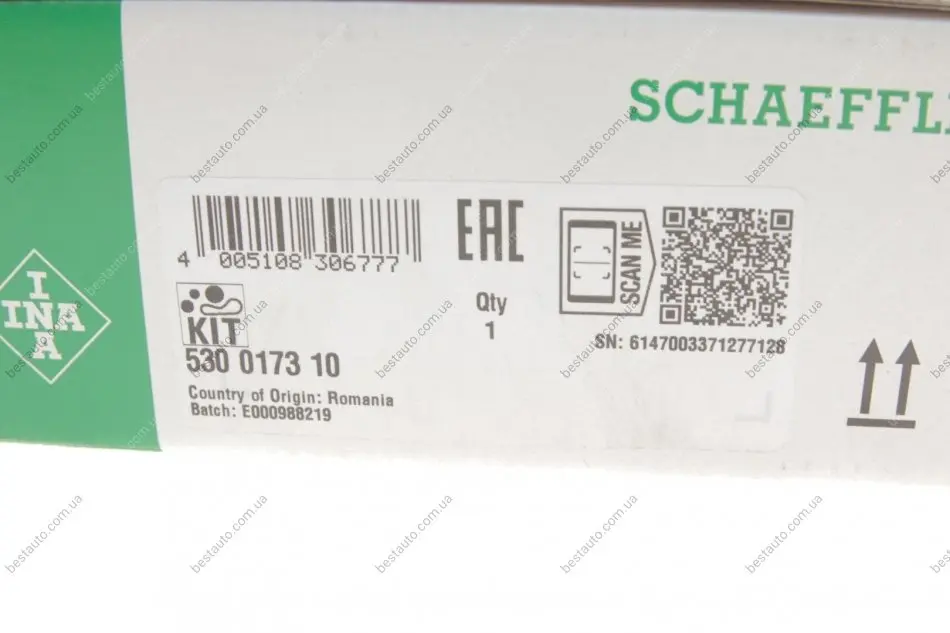 SCHAEFFL
4 005108 306777
EAC
SCAN ME
I
INA
A
KIT
Qty
1
530 0173 10
SN: 6147003371277128
Country of Origin: Romania
Batch: E000988219
bestauto.com.ua